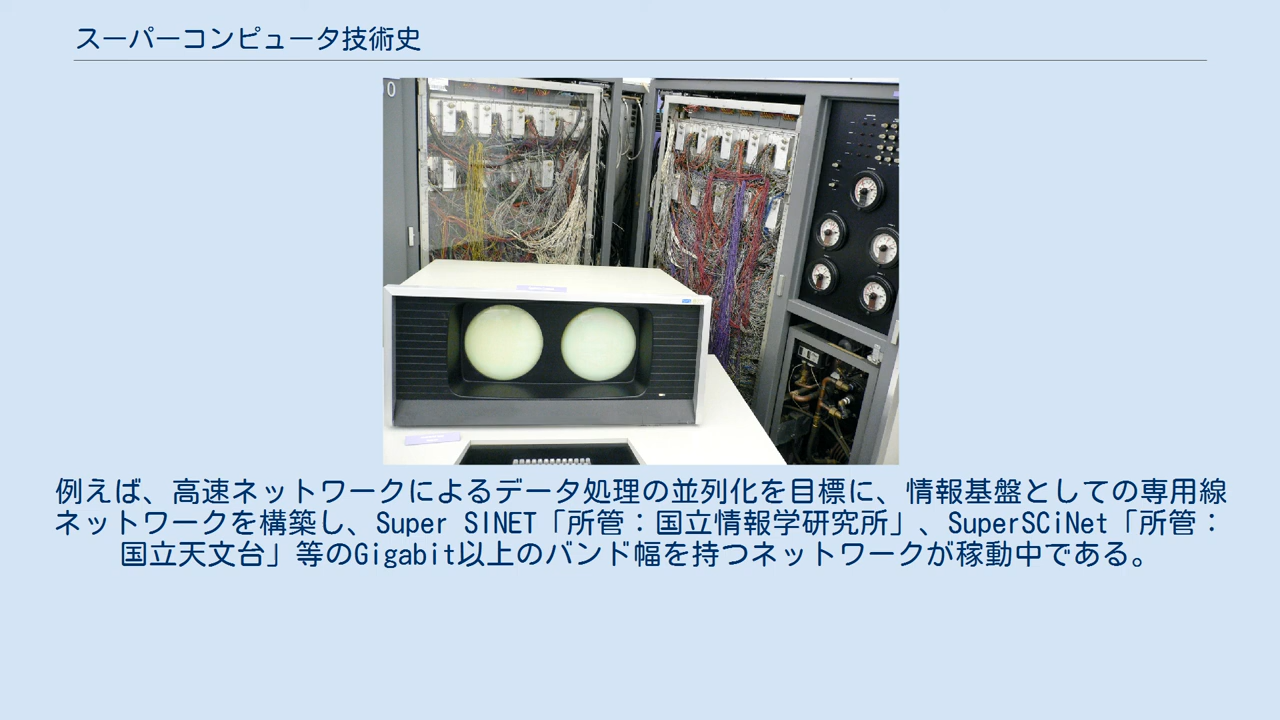 スーパーコンピュータ技術史
0
例えば、高速ネットワークによるデータ処理の並列化を目標に、情報基盤としての専用線
ネットワークを構築し、Super SINET「所管：国立情報学研究所」、SuperSCiNet「所管：
国立天文台」等のGigabit以上のバンド幅を持つネットワークが稼動中である。